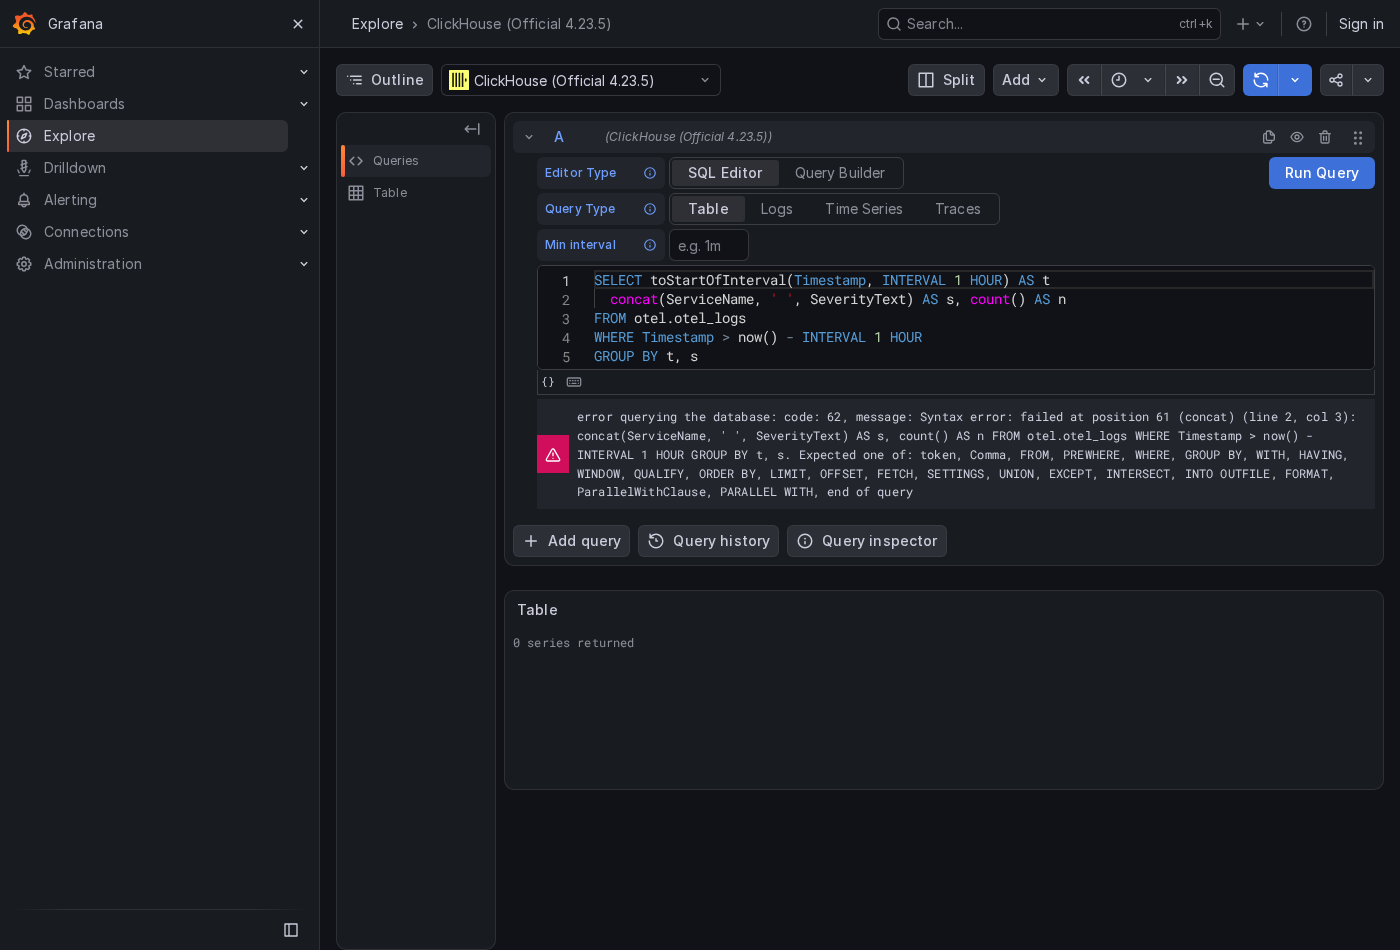 Grafana
Explore › ClickHouse (Official 4.23.5)
Search...
ctrl+k
Sign in
Starred
Dashboards
Explore
Drilldown
Alerting
Connections
Administration
Outline
ClickHouse (Official 4.23.5)
Split
Add
Queries
Table
A
(ClickHouse (Official 4.23.5))
Editor Type
SQL Editor
Query Builder
Run Query
Query Type
Table
Logs
Time Series
Traces
Min interval
e.g. 1m
1 SELECT toStartOfInterval(Timestamp, INTERVAL 1 HOUR) AS t
2   concat(ServiceName, ' ', SeverityText) AS s, count() AS n
3 FROM otel.otel_logs
4 WHERE Timestamp > now() - INTERVAL 1 HOUR
5 GROUP BY t, s
{}
error querying the database: code: 62, message: Syntax error: failed at position 61 (concat) (line 2, col 3):
concat(ServiceName, ' ', SeverityText) AS s, count() AS n FROM otel.otel_logs WHERE Timestamp > now() -
INTERVAL 1 HOUR GROUP BY t, s. Expected one of: token, Comma, FROM, PREWHERE, WHERE, GROUP BY, WITH, HAVING,
WINDOW, QUALIFY, ORDER BY, LIMIT, OFFSET, FETCH, SETTINGS, UNION, EXCEPT, INTERSECT, INTO OUTFILE, FORMAT,
ParallelWithClause, PARALLEL WITH, end of query
Add query
Query history
Query inspector
Table
0 series returned